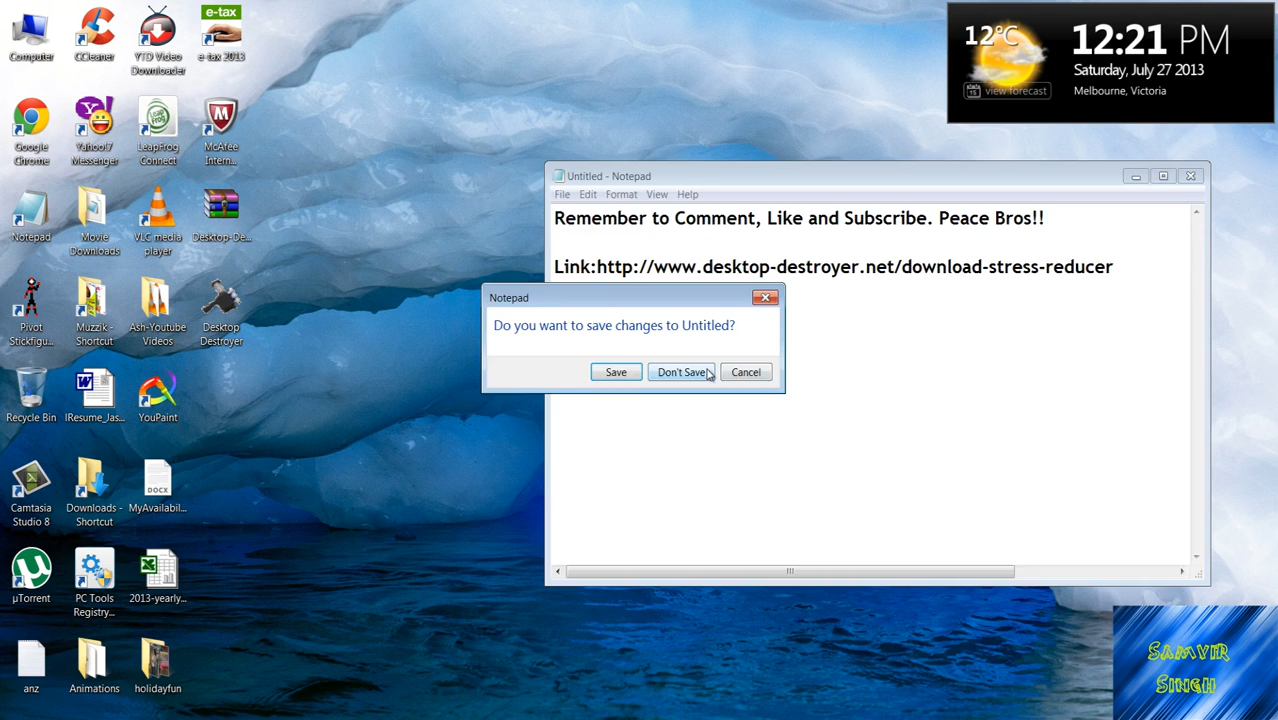 Computer
CCleaner
YTD Video
Downloader
e-tax
e-tax 2013
Google
Chrome
Yahoo!7
Messenger
Leap
Frog
LeapFrog
Connect
McAfee
Intern...
Notepad
Movie
Downloads
VLC media
player
Desktop-De...
Pivot
Stickfigu...
Muzzik -
Shortcut
Ash-Youtube
Videos
Desktop
Destroyer
Recycle Bin
lResume_Jas...
YouPaint
Camtasia
Studio 8
Downloads -
Shortcut
DOCX
MyAvailabil...
µTorrent
PC Tools
Registry...
2013-yearly...
anz
Animations
holidayfun
12°C
view forecast
15
12:21 PM
Saturday, July 27 2013
Melbourne, Victoria
Untitled - Notepad
File Edit Format View Help
Remember to Comment, Like and Subscribe. Peace Bros!!
Link:http://www.desktop-destroyer.net/download-stress-reducer
Notepad
Do you want to save changes to Untitled?
Save Don't Save Cancel
Samvir
Singh